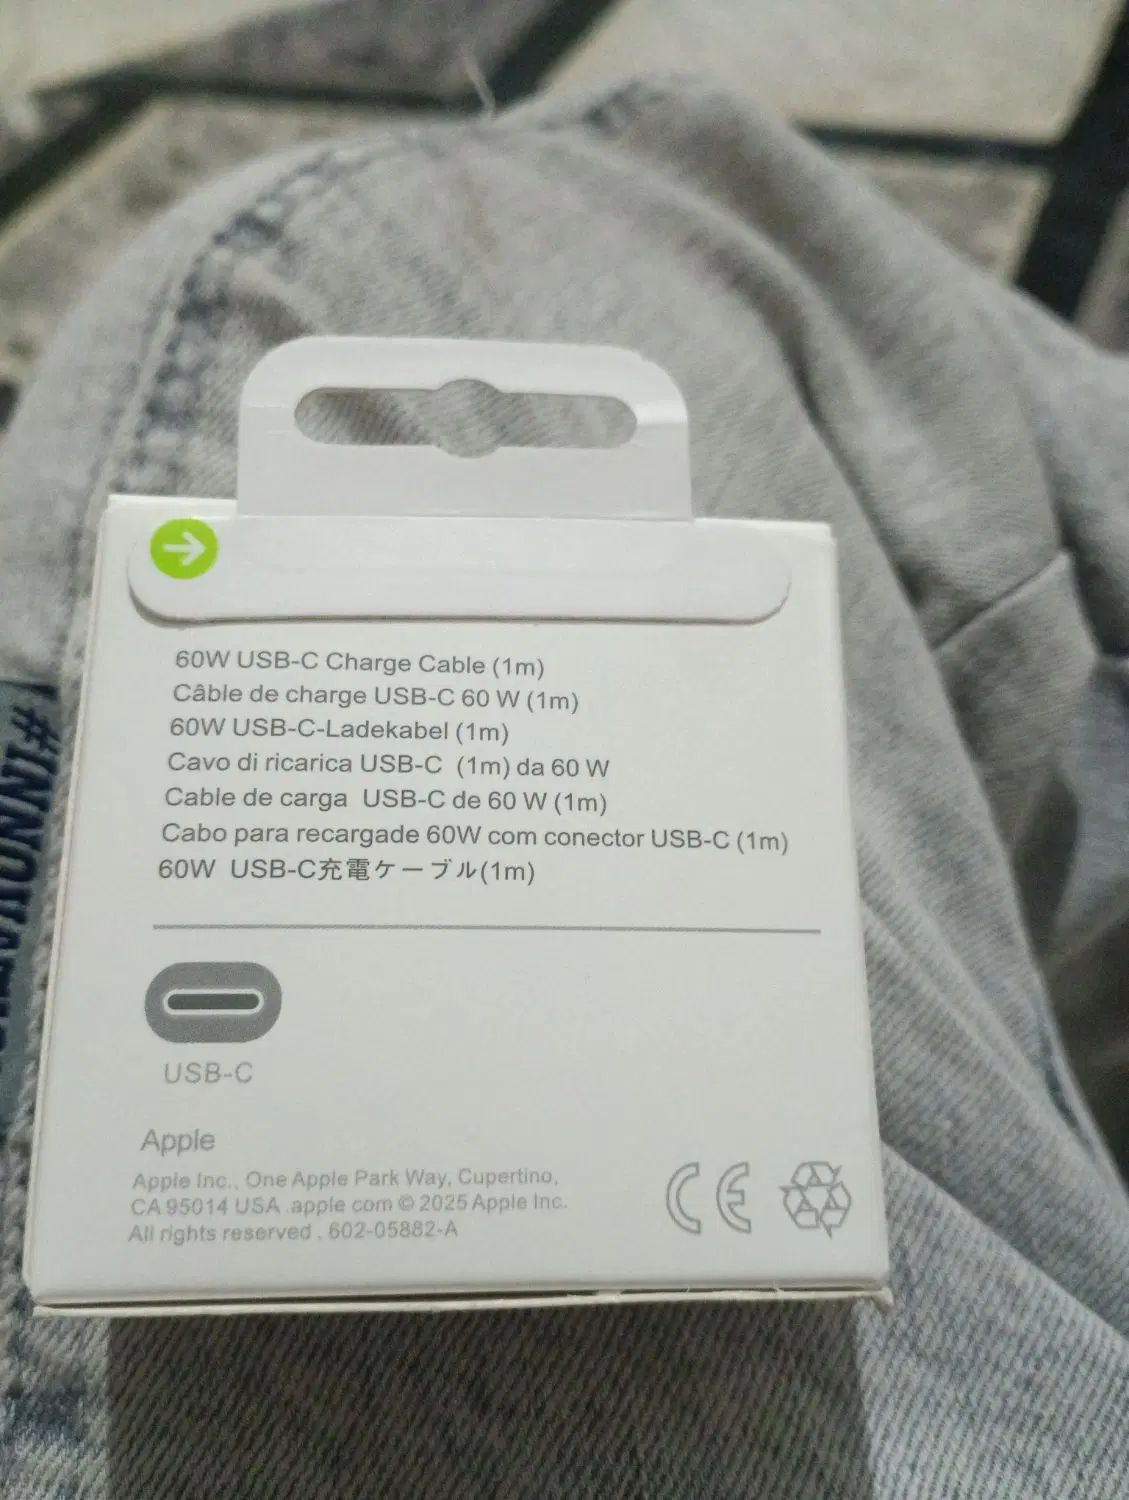 60W USB-C Charge Cable (1m)
Câble de charge USB-C 60 W (1m)
60W USB-C-Ladekabel (1m)
Cavo di ricarica USB-C  (1m) da 60 W
Cable de carga  USB-C de 60 W (1m)
Cabo para recargade 60W com conector USB-C (1m)
60W  USB-C充電ケーブル(1m)
USB-C
Apple
Apple Inc., One Apple Park Way, Cupertino,
CA 95014 USA .apple com © 2025 Apple Inc.
All rights reserved . 602-05882-A
CE